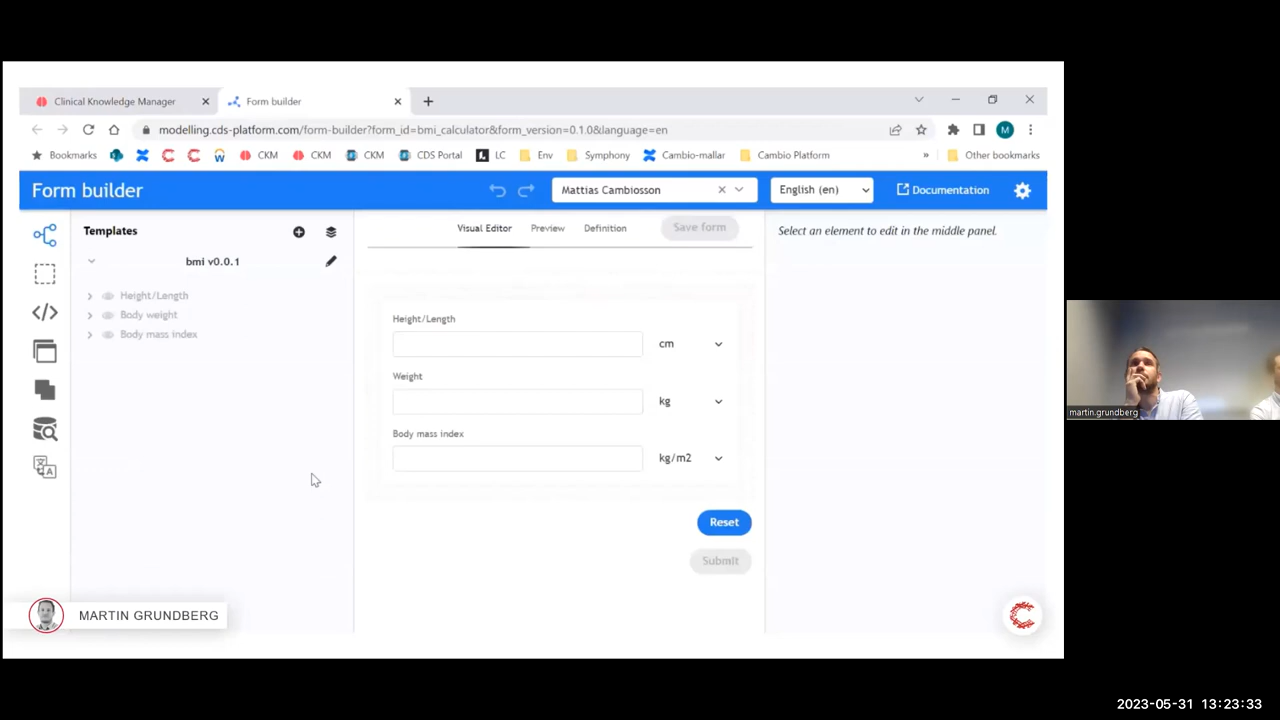 Clinical Knowledge Manager
Form builder
modelling.cds-platform.com/form-builder?form_id=bmi_calculator&form_version=0.1.0&language=en
M
Bookmarks
CKM
CKM
CKM
CDS Portal
LC
Env
Symphony
Cambio-mallar
Cambio Platform
»
Other bookmarks
Form builder
Mattias Cambiosson
English (en)
Documentation
Templates
Visual Editor
Preview
Definition
Save form
Select an element to edit in the middle panel.
bmi v0.0.1
Height/Length
Body weight
Body mass index
Height/Length
cm
Weight
kg
Body mass index
kg/m2
Reset
Submit
MARTIN GRUNDBERG
martin.grundberg
2023-05-31 13:23:33